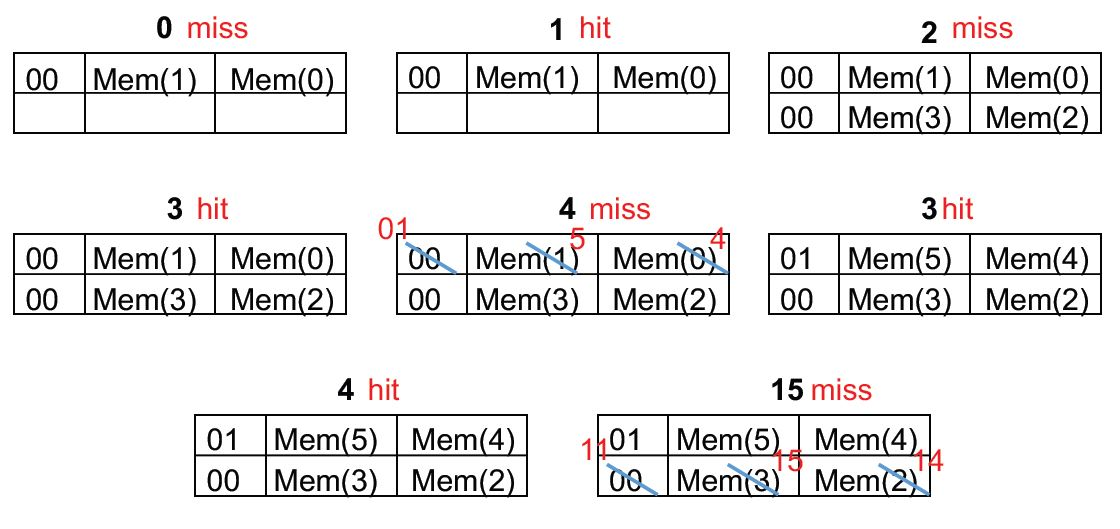 0 miss
00 Mem(1) Mem(0)
1 hit
00 Mem(1) Mem(0)
2 miss
00 Mem(1) Mem(0)
00 Mem(3) Mem(2)
3 hit
00 Mem(1) Mem(0)
00 Mem(3) Mem(2)
4 miss
01 5 4
00 Mem(1) Mem(0)
00 Mem(3) Mem(2)
3 hit
01 Mem(5) Mem(4)
00 Mem(3) Mem(2)
4 hit
01 Mem(5) Mem(4)
00 Mem(3) Mem(2)
15 miss
01 Mem(5) Mem(4)
11 15 14
00 Mem(3) Mem(2)